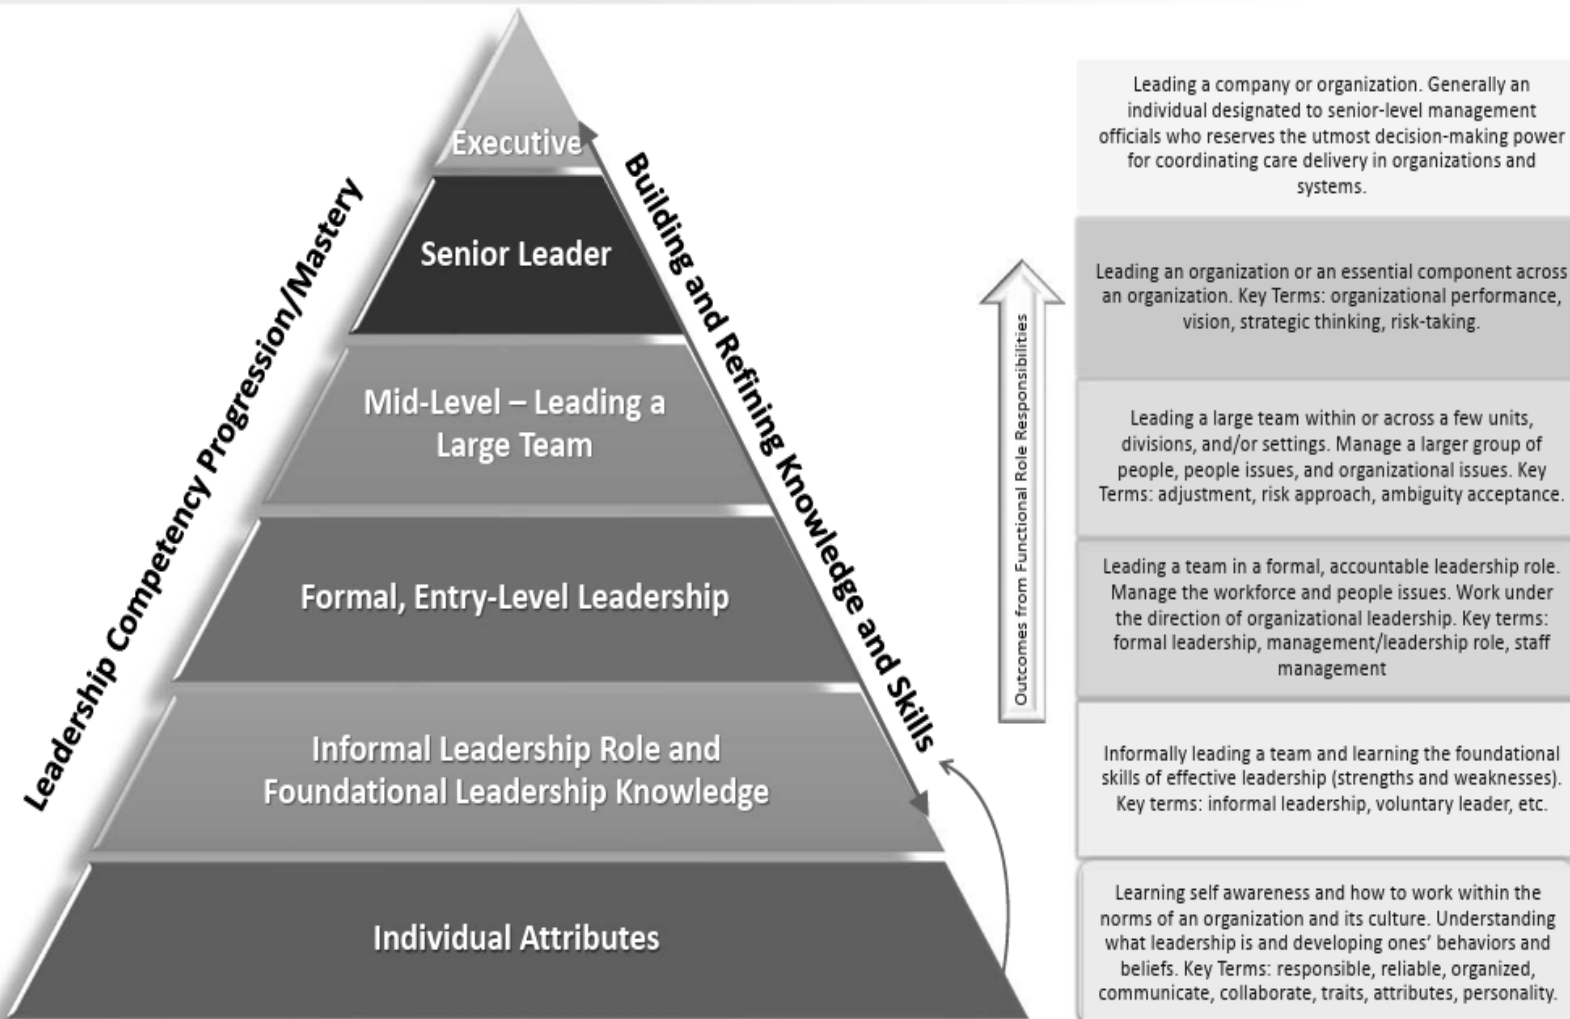 Leadership Competency Progression/Mastery
Executive
Senior Leader
Mid-Level – Leading a
Large Team
Formal, Entry-Level Leadership
Informal Leadership Role and
Foundational Leadership Knowledge
Individual Attributes
Building and Refining Knowledge and Skills
Outcomes from Functional Role Responsibilities
Leading a company or organization. Generally an
individual designated to senior-level management
officials who reserves the utmost decision-making power
for coordinating care delivery in organizations and
systems.
Leading an organization or an essential component across
an organization. Key Terms: organizational performance,
vision, strategic thinking, risk-taking.
Leading a large team within or across a few units,
divisions, and/or settings. Manage a larger group of
people, people issues, and organizational issues. Key
Terms: adjustment, risk approach, ambiguity acceptance.
Leading a team in a formal, accountable leadership role.
Manage the workforce and people issues. Work under
the direction of organizational leadership. Key terms:
formal leadership, management/leadership role, staff
management
Informally leading a team and learning the foundational
skills of effective leadership (strengths and weaknesses).
Key terms: informal leadership, voluntary leader, etc.
Learning self awareness and how to work within the
norms of an organization and its culture. Understanding
what leadership is and developing ones’ behaviors and
beliefs. Key Terms: responsible, reliable, organized,
communicate, collaborate, traits, attributes, personality.